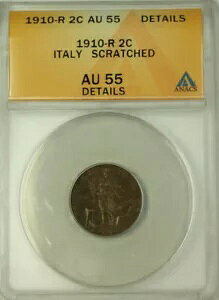 1910-R 2C AU 55 DETAILS
1910-R 2C
ITALY SCRATCHED
AU 55
DETAILS
ANACS